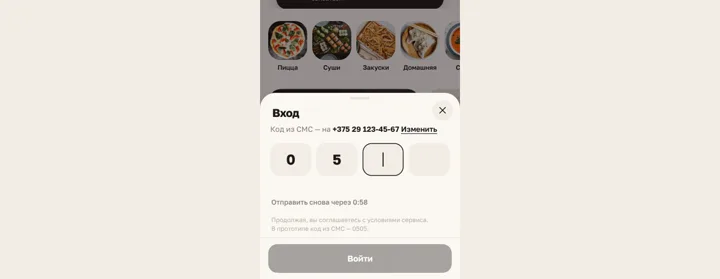 Пицца
Суши
Закуски
Домашняя
Вход
Код из СМС — на +375 29 123-45-67 Изменить
0
5
Отправить снова через 0:58
Продолжая, вы соглашаетесь с условиями сервиса.
В прототипе код из СМС — 0505.
Войти